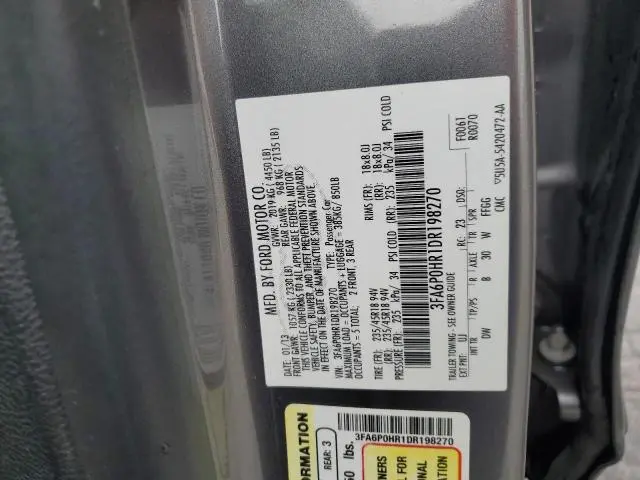 MFD. BY FORD MOTOR CO.
DATE: 01/13 GVWR: 2019 KG ( 4450 LB)
FRONT GAWR: 1057 KG (2330 LB) REAR GAWR: 968 KG ( 2135 LB)
THIS VEHICLE CONFORMS TO ALL APPLICABLE FEDERAL MOTOR
VEHICLE SAFETY, BUMPER, AND THEFT PREVENTION STANDARDS
IN EFFECT ON THE DATE OF MANUFACTURE SHOWN ABOVE.
VIN: 3FA6P0HR1DR198270 TYPE: Passenger Car
MAXIMUM LOAD = OCCUPANTS + LUGGAGE = 385KG/ 850LB
OCCUPANTS = 5 TOTAL: 2 FRONT, 3 REAR
TIRE (FR): 235/45R18 94V RIMS (FR): 18x8.0J
(RR): 235/45R18 94V (RR): 18x8.0J
PRESSURE (FR): 235 kPa/ 34 PSI COLD (RR): 235 kPa/ 34 PSI COLD
3FA6P0HR1DR198270
F0061
R0070
TRAILER TOWING - SEE OWNER GUIDE
EXT PNT: UJ RC: 23 DSO:
INT TR TP/PS R AXLE TR SPR
DW 8 30 W FFGG
CMC
▽5U5A-5420472-AA
3FA6P0HR1DR198270
FORMATION
REAR: 3
lbs.